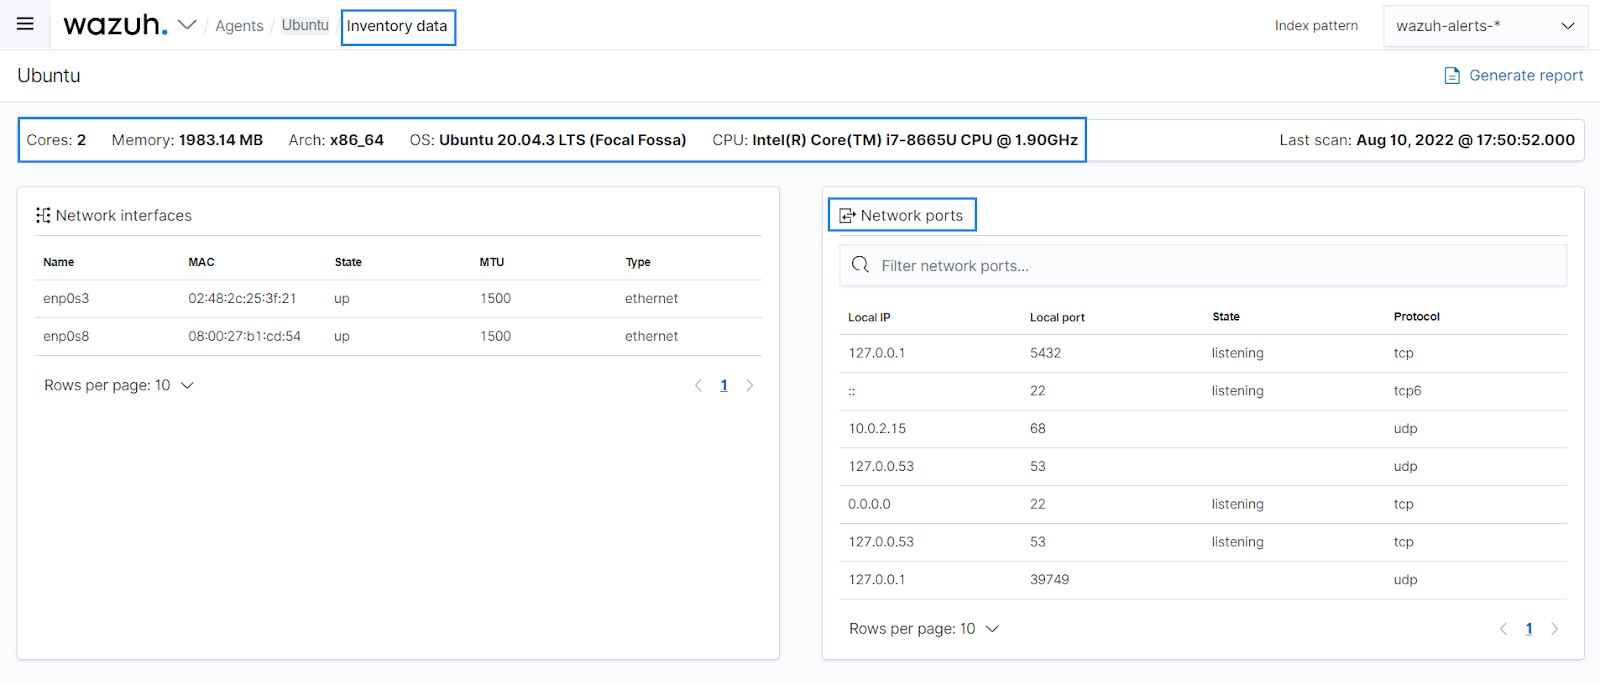 wazuh. / Agents / Ubuntu / Inventory data Index pattern wazuh-alerts-*
Ubuntu Generate report
Cores: 2 Memory: 1983.14 MB Arch: x86_64 OS: Ubuntu 20.04.3 LTS (Focal Fossa) CPU: Intel(R) Core(TM) i7-8665U CPU @ 1.90GHz Last scan: Aug 10, 2022 @ 17:50:52.000
Network interfaces
Name MAC State MTU Type
enp0s3 02:48:2c:25:3f:21 up 1500 ethernet
enp0s8 08:00:27:b1:cd:54 up 1500 ethernet
Rows per page: 10 < 1 >
Network ports
Filter network ports...
Local IP Local port State Protocol
127.0.0.1 5432 listening tcp
:: 22 listening tcp6
10.0.2.15 68 udp
127.0.0.53 53 udp
0.0.0.0 22 listening tcp
127.0.0.53 53 listening tcp
127.0.0.1 39749 udp
Rows per page: 10 < 1 >